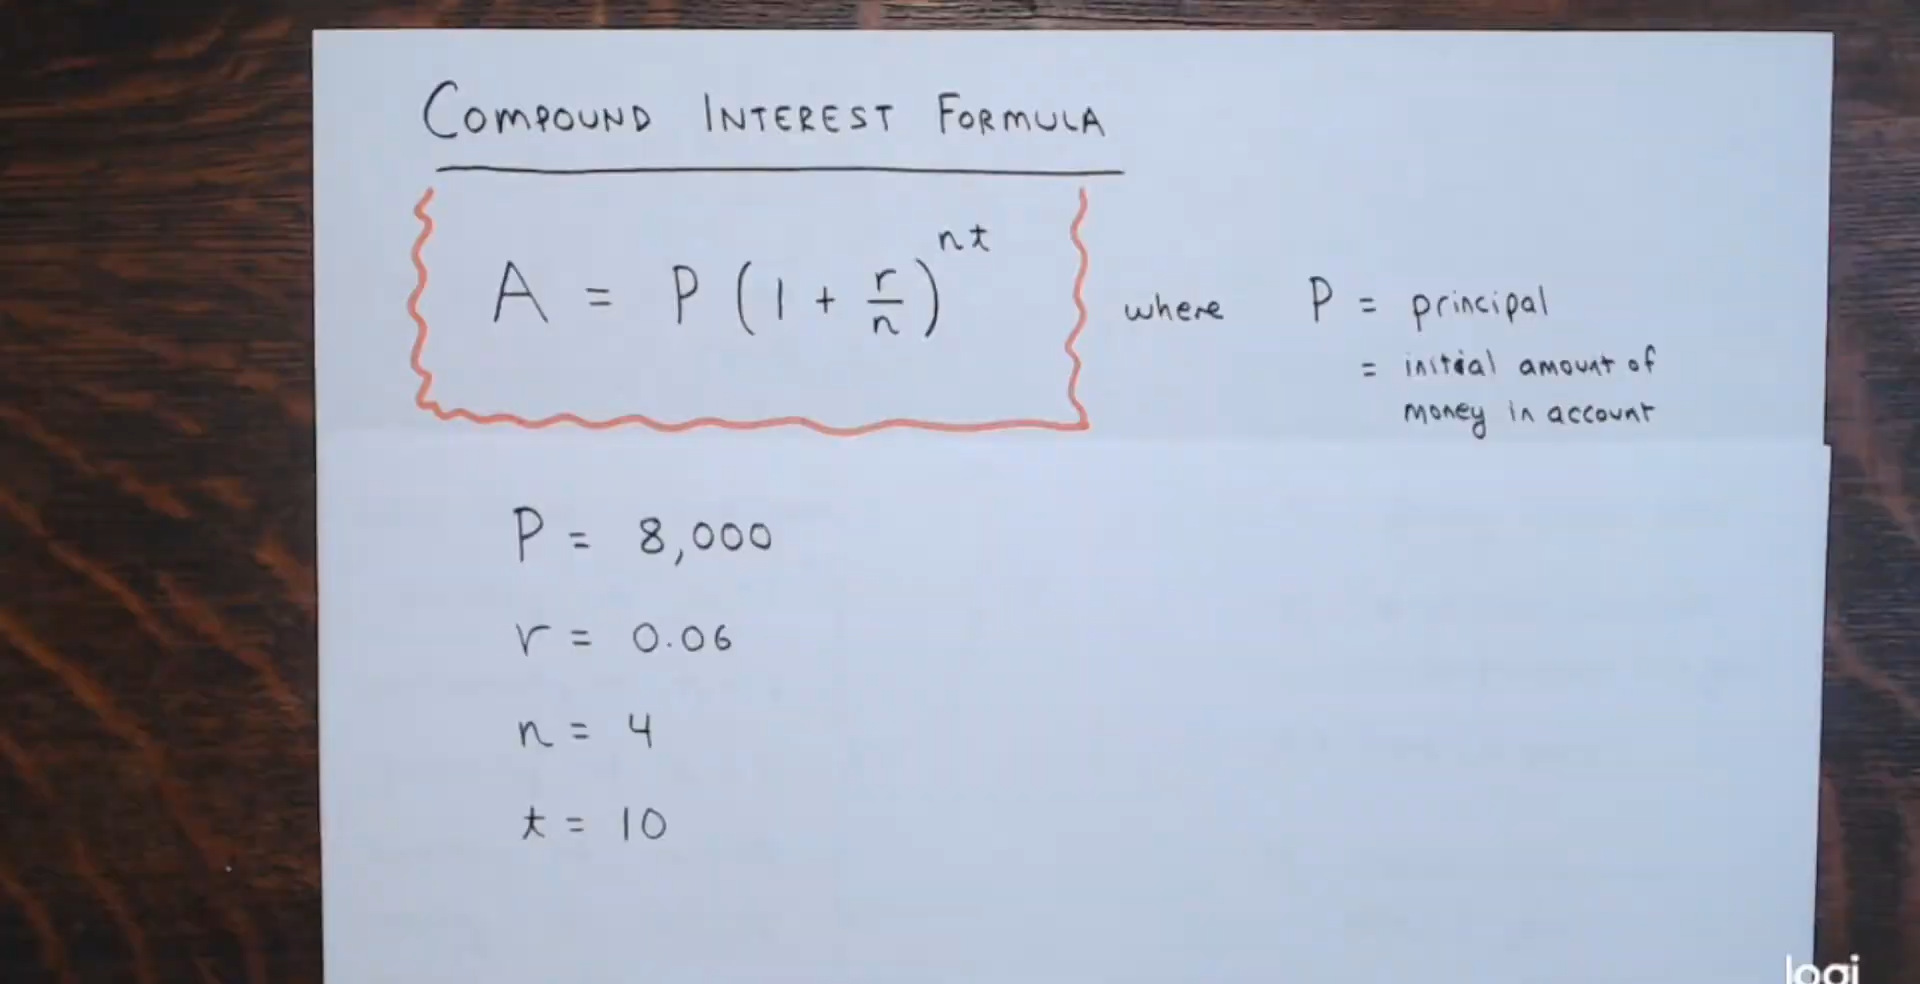 COMPOUND INTEREST FORMULA
A = P (1 + r/n)^nt where P = principal
= initial amount of
money in account
P = 8,000
r = 0.06
n = 4
t = 10
logi